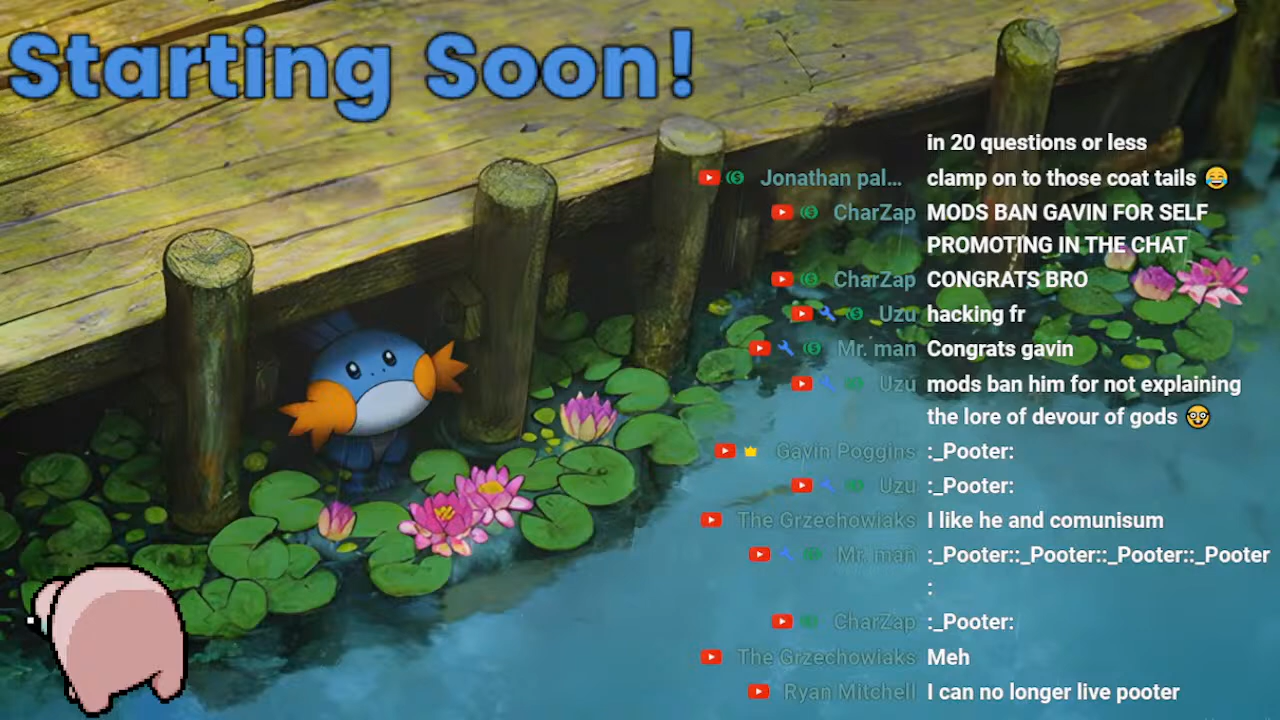 Starting Soon!
in 20 questions or less
Jonathan pal... clamp on to those coat tails 😂
CharZap MODS BAN GAVIN FOR SELF
PROMOTING IN THE CHAT
CharZap CONGRATS BRO
Uzu hacking fr
Mr. man Congrats gavin
Uzu mods ban him for not explaining
the lore of devour of gods 🤓
Gavin Poggins :_Pooter:
Uzu :_Pooter:
The Grzechowiaks I like he and comunisum
Mr. man :_Pooter::_Pooter::_Pooter::_Pooter
:
CharZap :_Pooter:
The Grzechowiaks Meh
Ryan Mitchell I can no longer live pooter